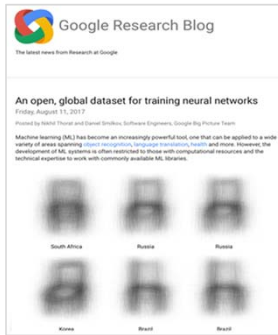 Google Research Blog
The latest news from Research at Google
An open, global dataset for training neural networks
Friday, August 11, 2017
Posted by Nikhil Thorat and Daniel Smilkov, Software Engineers, Google Big Picture Team
Machine learning (ML) has become an increasingly powerful tool, one that can be applied to a wide
variety of areas spanning object recognition, language translation, health and more. However, the
development of ML systems is often restricted to those with computational resources and the
technical expertise to work with commonly available ML libraries.
South Africa Russia Russia
Korea Brazil Brazil